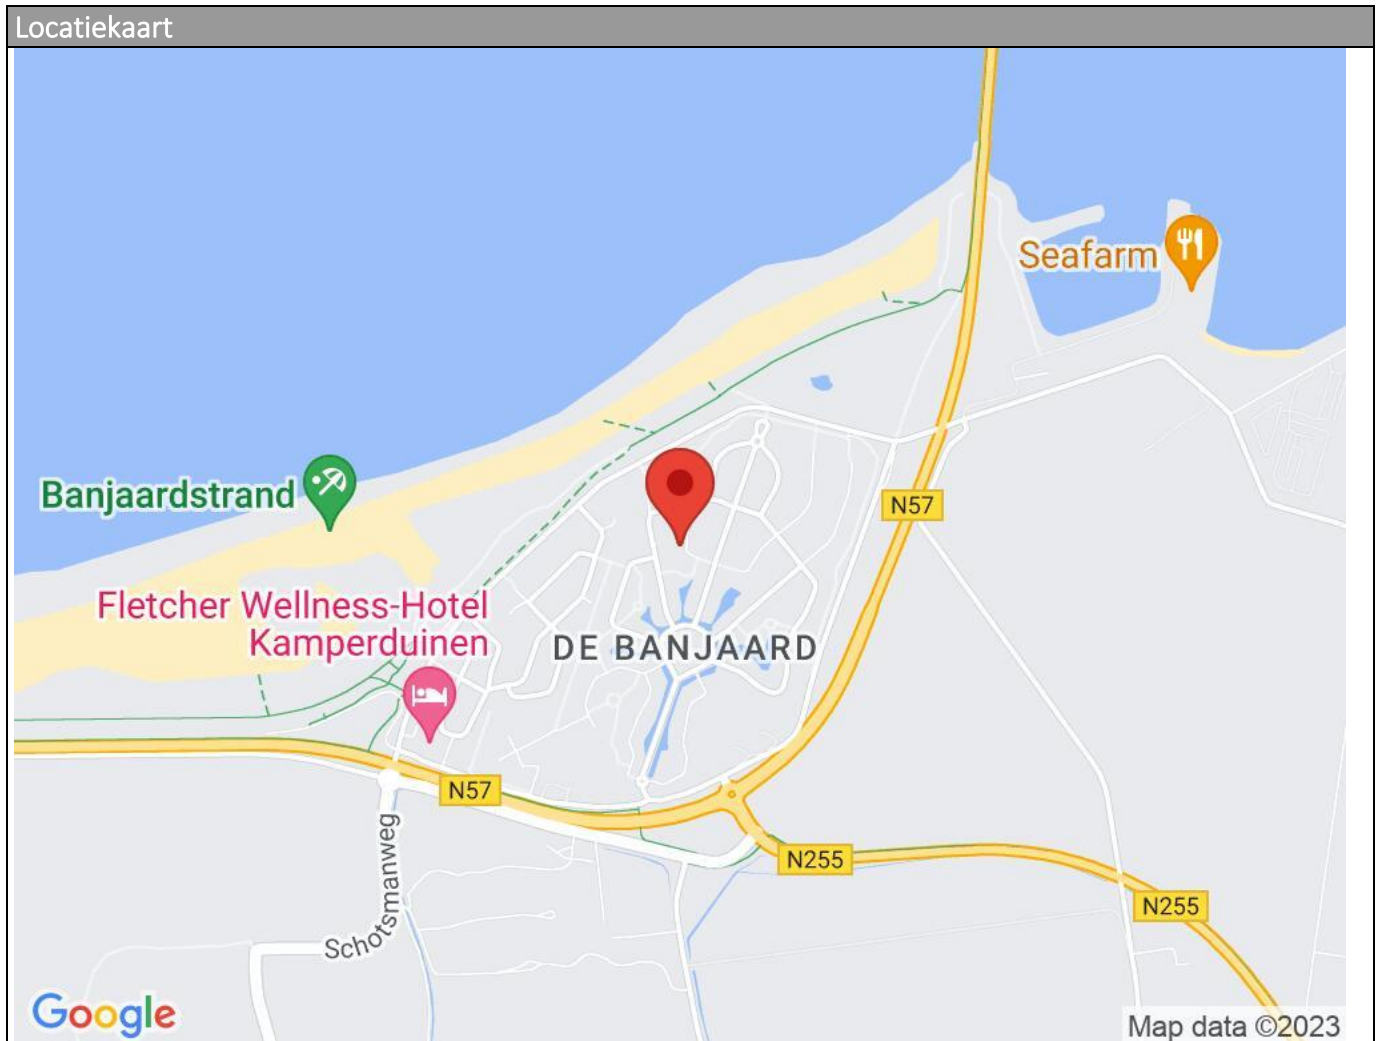 Locatiekaart
Seafarm
Banjaardstrand
N57
Fletcher Wellness-Hotel
Kamperduinen
DE BANJAARD
N57
N255
N255
Schotsmanweg
Google
Map data ©2023